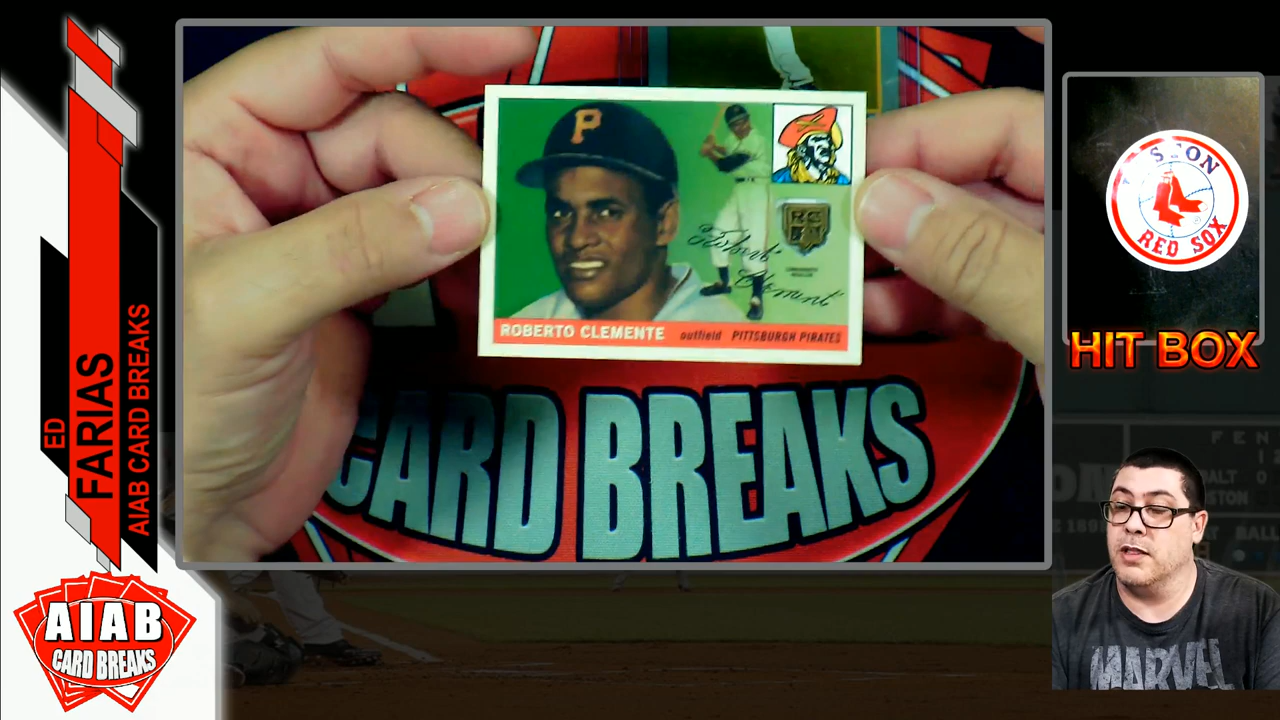 ED
FARIAS
AIAB CARD BREAKS
AIAB
CARD BREAKS
P
ROBERTO CLEMENTE outfield PITTSBURGH PIRATES
CARD BREAKS
RED SOX
HIT BOX
FEN
MARVEL